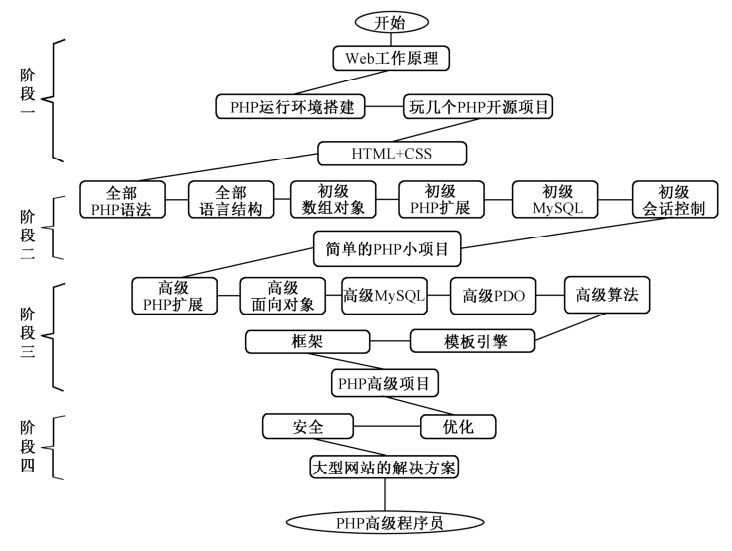 开始
阶段一
Web工作原理
PHP运行环境搭建
玩几个PHP开源项目
HTML+CSS
阶段二
全部
PHP语法
全部
语言结构
初级
数组对象
初级
PHP扩展
初级
MySQL
初级
会话控制
简单的PHP小项目
阶段三
高级
PHP扩展
高级
面向对象
高级MySQL
高级PDO
高级算法
框架
模板引擎
PHP高级项目
阶段四
安全
优化
大型网站的解决方案
PHP高级程序员